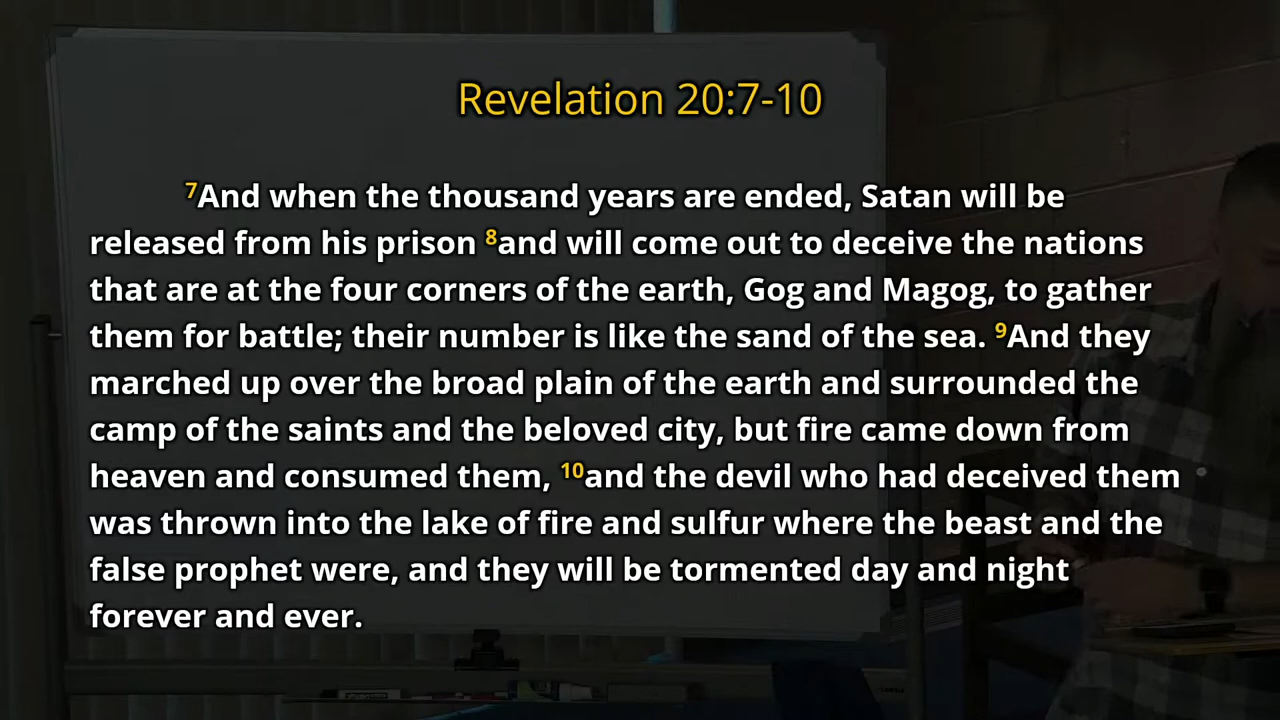 Revelation 20:7-10
7And when the thousand years are ended, Satan will be
released from his prison 8and will come out to deceive the nations
that are at the four corners of the earth, Gog and Magog, to gather
them for battle; their number is like the sand of the sea. 9And they
marched up over the broad plain of the earth and surrounded the
camp of the saints and the beloved city, but fire came down from
heaven and consumed them, 10and the devil who had deceived them
was thrown into the lake of fire and sulfur where the beast and the
false prophet were, and they will be tormented day and night
forever and ever.